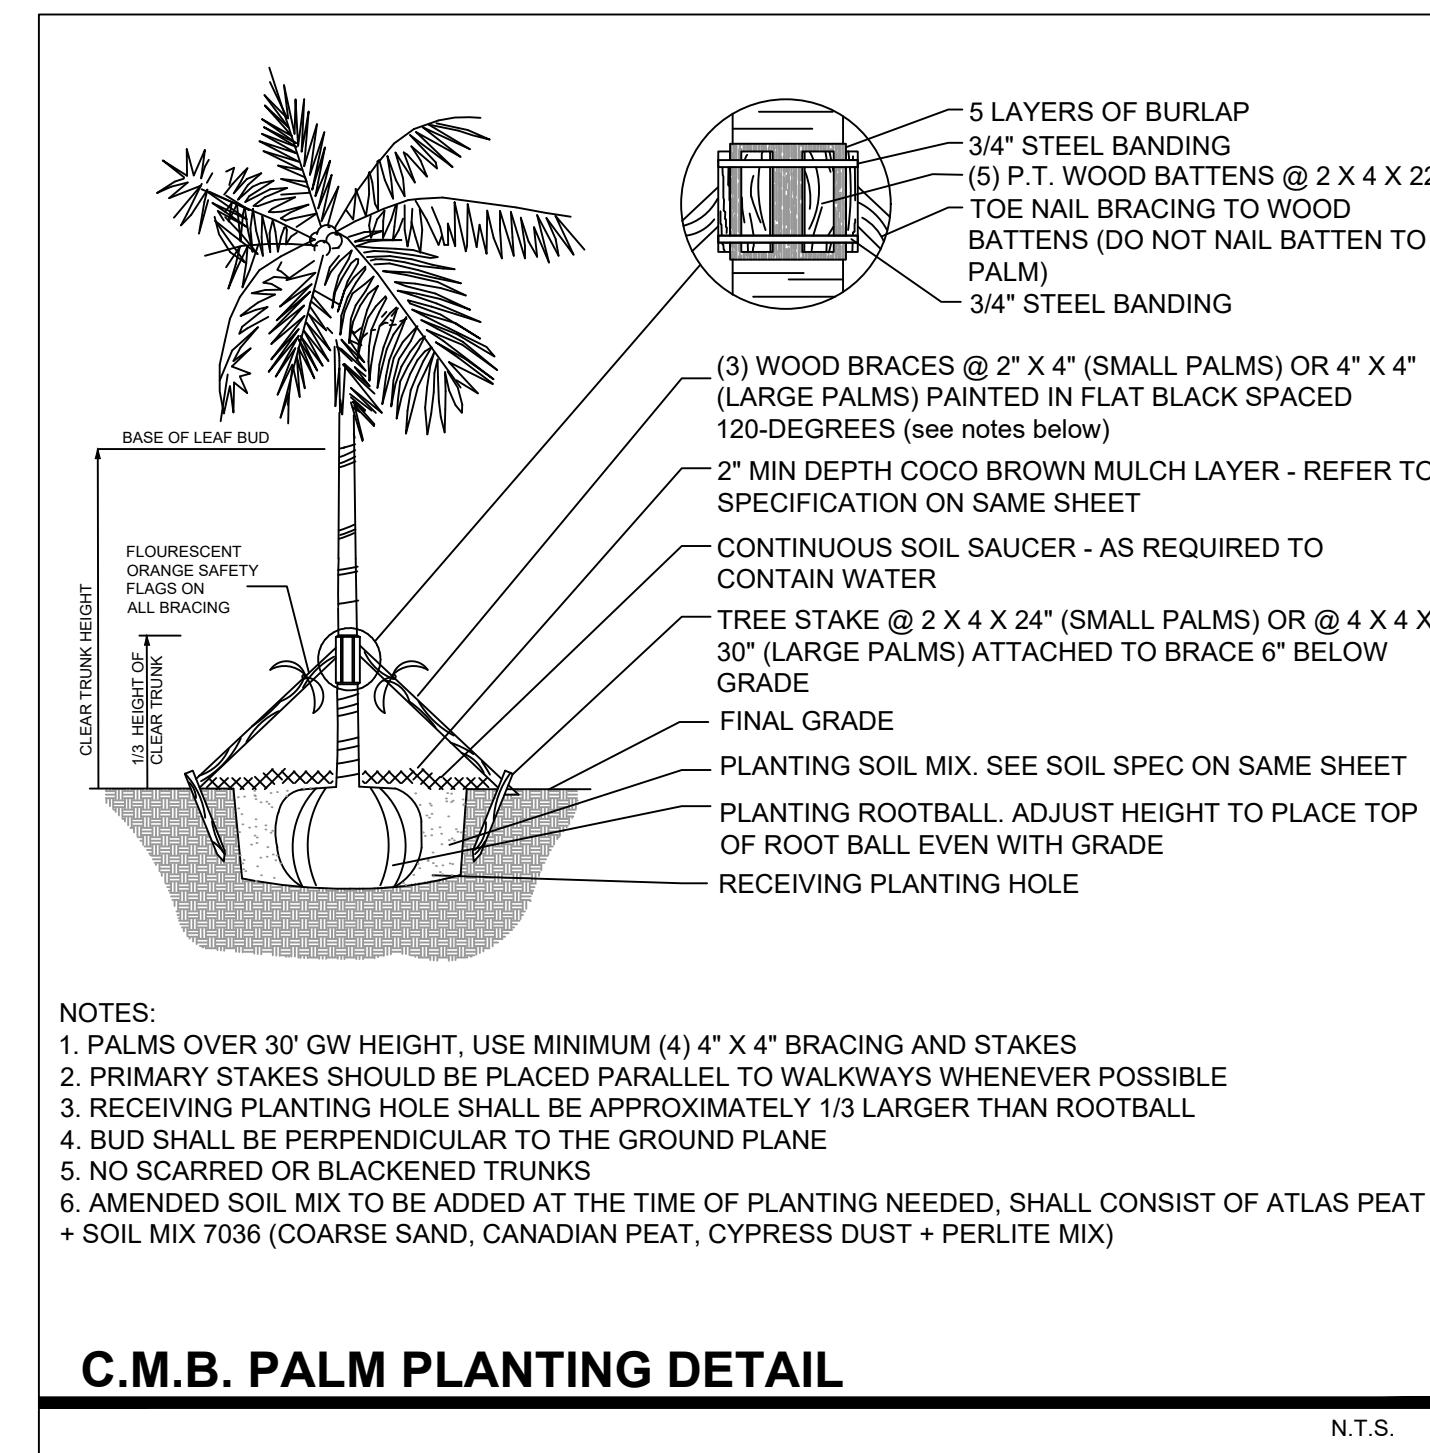 5 LAYERS OF BURLAP
3/4" STEEL BANDING
(5) P.T. WOOD BATTENS @ 2 X 4 X 22
TOE NAIL BRACING TO WOOD
BATTENS (DO NOT NAIL BATTEN TO
PALM)
3/4" STEEL BANDING
(3) WOOD BRACES @ 2" X 4" (SMALL PALMS) OR 4" X 4"
(LARGE PALMS) PAINTED IN FLAT BLACK SPACED
120-DEGREES (see notes below)
2" MIN DEPTH COCO BROWN MULCH LAYER - REFER TO
SPECIFICATION ON SAME SHEET
CONTINUOUS SOIL SAUCER - AS REQUIRED TO
CONTAIN WATER
TREE STAKE @ 2 X 4 X 24" (SMALL PALMS) OR @ 4 X 4 X
30" (LARGE PALMS) ATTACHED TO BRACE 6" BELOW
GRADE
FINAL GRADE
PLANTING SOIL MIX. SEE SOIL SPEC ON SAME SHEET
PLANTING ROOTBALL. ADJUST HEIGHT TO PLACE TOP
OF ROOT BALL EVEN WITH GRADE
RECEIVING PLANTING HOLE
BASE OF LEAF BUD
FLOURESCENT
ORANGE SAFETY
FLAGS ON
ALL BRACING
CLEAR TRUNK HEIGHT
1/3 HEIGHT OF
CLEAR TRUNK
NOTES:
1. PALMS OVER 30' GW HEIGHT, USE MINIMUM (4) 4" X 4" BRACING AND STAKES
2. PRIMARY STAKES SHOULD BE PLACED PARALLEL TO WALKWAYS WHENEVER POSSIBLE
3. RECEIVING PLANTING HOLE SHALL BE APPROXIMATELY 1/3 LARGER THAN ROOTBALL
4. BUD SHALL BE PERPENDICULAR TO THE GROUND PLANE
5. NO SCARRED OR BLACKENED TRUNKS
6. AMENDED SOIL MIX TO BE ADDED AT THE TIME OF PLANTING NEEDED, SHALL CONSIST OF ATLAS PEAT
+ SOIL MIX 7036 (COARSE SAND, CANADIAN PEAT, CYPRESS DUST + PERLITE MIX)
C.M.B. PALM PLANTING DETAIL
N.T.S.